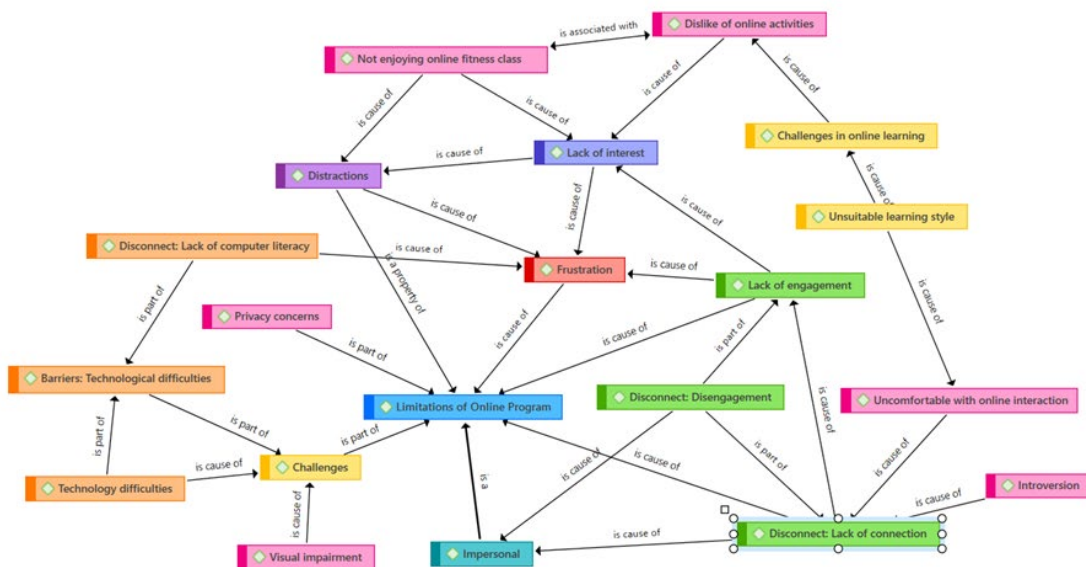 Dislike of online activities
is associated with
Not enjoying online fitness class
is cause of
is cause of
is cause of
is cause of
Challenges in online learning
Lack of interest
is cause of
Distractions
is cause of
is cause of
is cause of
is cause of
Unsuitable learning style
Disconnect: Lack of computer literacy
is cause of
is a property of
Frustration
is cause of
Lack of engagement
is part of
Privacy concerns
is cause of
is cause of
is part of
is cause of
is part of
Barriers: Technological difficulties
Limitations of Online Program
Disconnect: Disengagement
Uncomfortable with online interaction
is part of
is part of
is part of
is cause of
is cause of
is part of
is cause of
is cause of
Technology difficulties
is cause of
Challenges
is a
is cause of
Introversion
is cause of
is cause of
Disconnect: Lack of connection
Visual impairment
Impersonal
is cause of